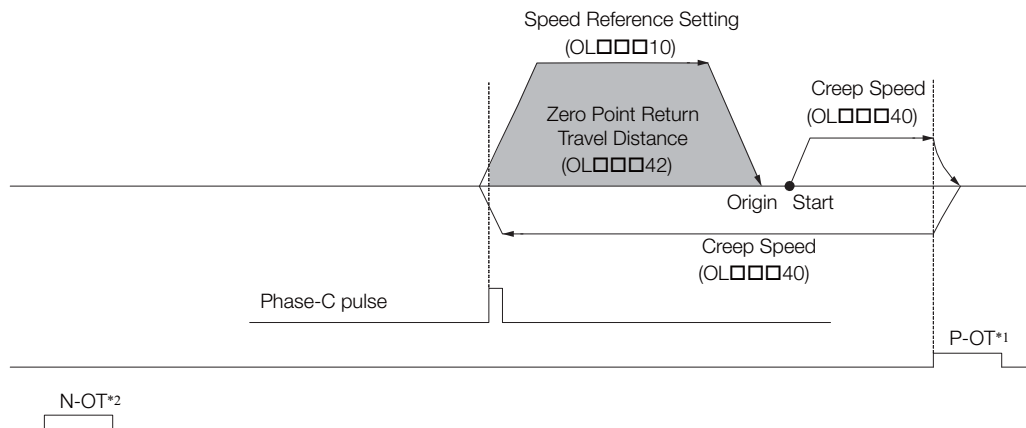 Speed Reference Setting
(OL□□□10)
Creep Speed
(OL□□□40)
Zero Point Return
Travel Distance
(OL□□□42)
Origin
Start
Creep Speed
(OL□□□40)
Phase-C pulse
P-OT*1
N-OT*2